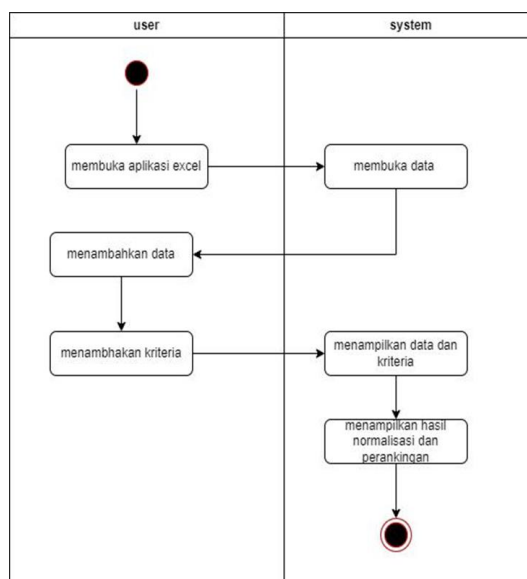 user
system
membuka aplikasi excel
membuka data
menambahkan data
menambhakan kriteria
menampilkan data dan
kriteria
menampilkan hasil
normalisasi dan
perankingan